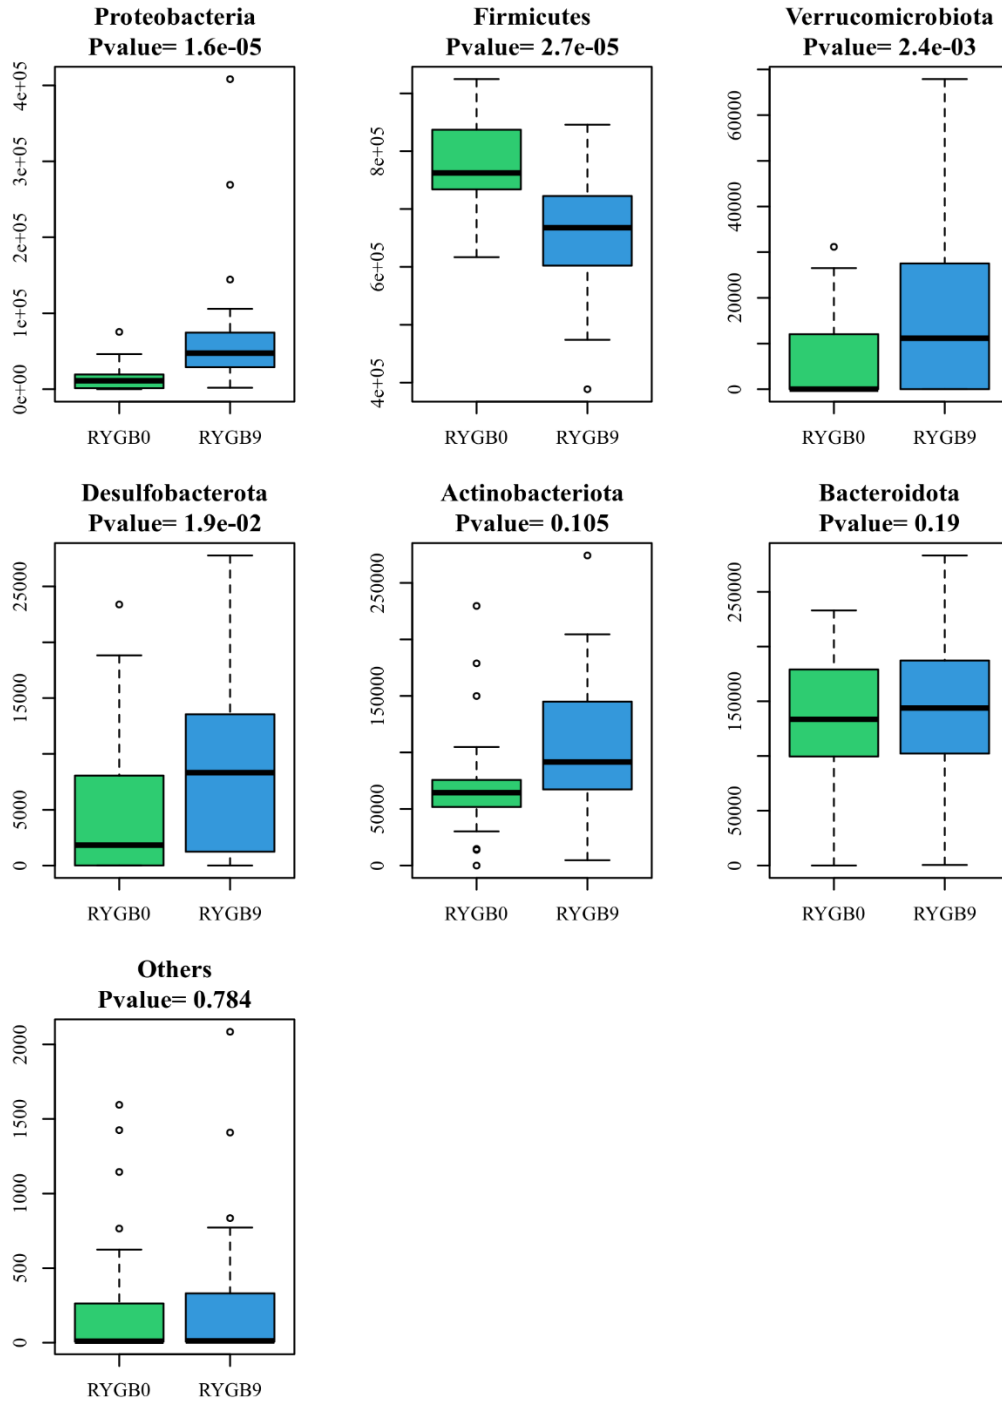 Proteobacteria
Pvalue= 1.6e-05
4e+05
3e+05
2e+05
1e+05
0e+00
RYGB0 RYGB9
Firmicutes
Pvalue= 2.7e-05
8e+05
6e+05
4e+05
RYGB0 RYGB9
Verrucomicrobiota
Pvalue= 2.4e-03
60000
40000
20000
0
RYGB0 RYGB9
Desulfobacterota
Pvalue= 1.9e-02
25000
15000
5000
0
RYGB0 RYGB9
Actinobacteriota
Pvalue= 0.105
250000
150000
50000
0
RYGB0 RYGB9
Bacteroidota
Pvalue= 0.19
250000
150000
50000
0
RYGB0 RYGB9
Others
Pvalue= 0.784
2000
1500
1000
500
0
RYGB0 RYGB9